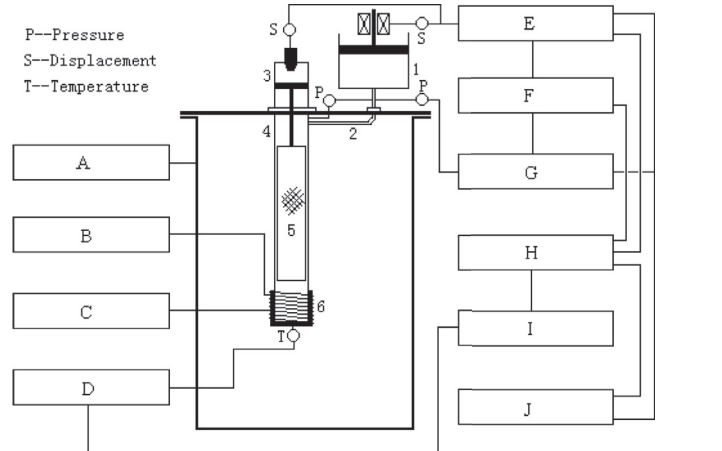 P--Pressure
S--Displacement
T--Temperature
S
S
E
3
1
P
P
F
4
2
A
G
B
5
H
C
6
I
T
D
J